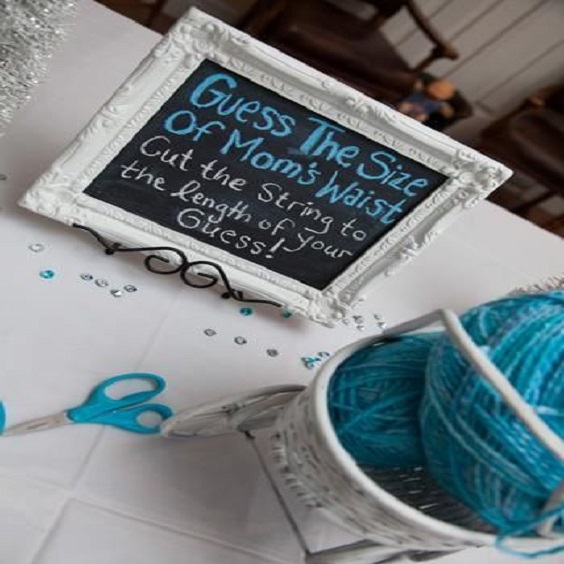 Guess The Size
Of Mom's Waist
Cut the String to
the length of your
Guess!